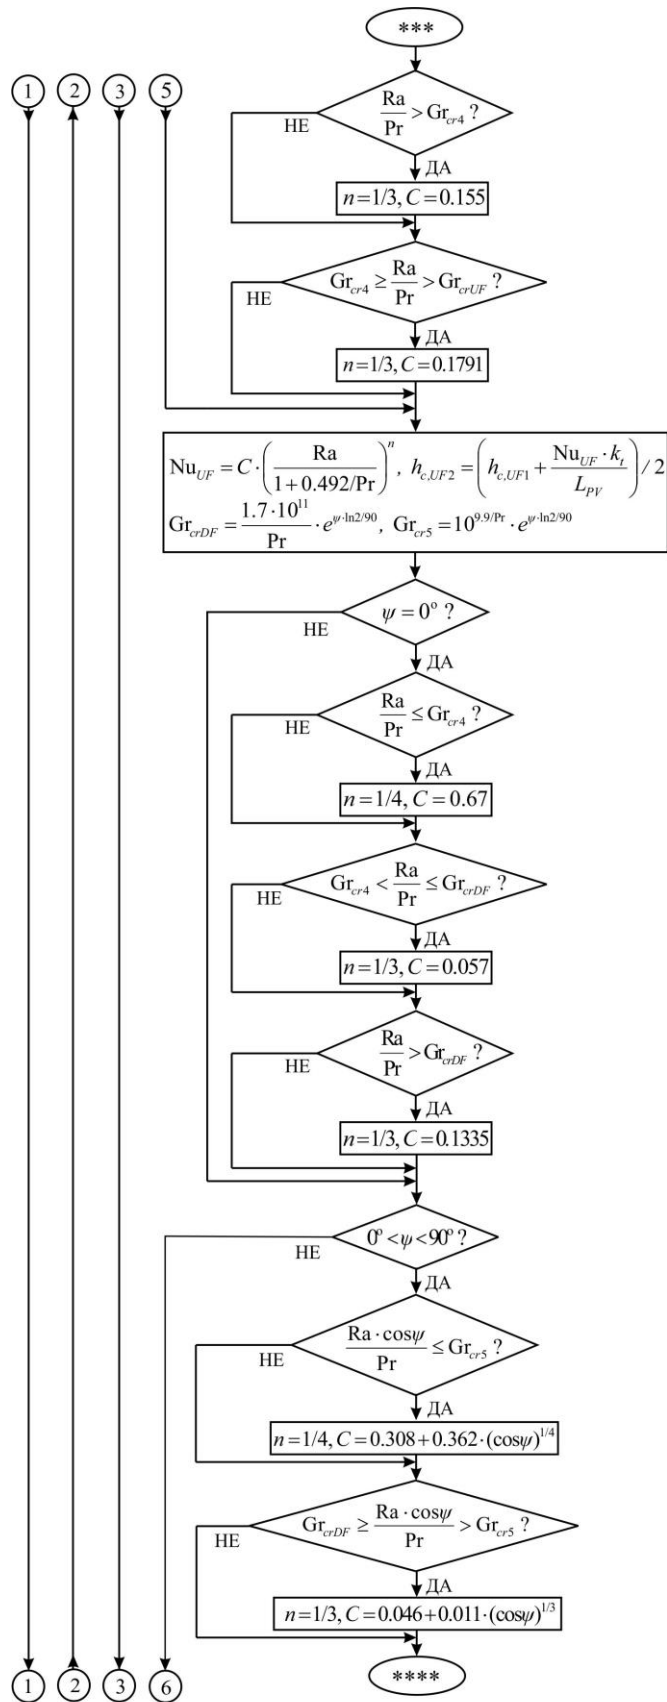 ***
1 2 3 5
Ra/Pr > Gr_cr4 ?
НЕ
ДА
n=1/3, C=0.155
Gr_cr4 ≥ Ra/Pr > Gr_crUF ?
НЕ
ДА
n=1/3, C=0.1791
Nu_UF = C·(Ra/(1+0.492/Pr))^n, h_c,UF2 = (h_c,UF1 + Nu_UF·k_t/L_PV)/2
Gr_crDF = 1.7·10^11/Pr · e^(ψ·ln2/90), Gr_cr5 = 10^(9.9/Pr)·e^(ψ·ln2/90)
ψ = 0° ?
НЕ
ДА
Ra/Pr ≤ Gr_cr4 ?
НЕ
ДА
n=1/4, C=0.67
Gr_cr4 < Ra/Pr ≤ Gr_crDF ?
НЕ
ДА
n=1/3, C=0.057
Ra/Pr > Gr_crDF ?
НЕ
ДА
n=1/3, C=0.1335
0° <ψ<90° ?
НЕ
ДА
Ra·cosψ/Pr ≤ Gr_cr5 ?
НЕ
ДА
n=1/4, C=0.308+0.362·(cosψ)^1/4
Gr_crDF ≥ Ra·cosψ/Pr > Gr_cr5 ?
НЕ
ДА
n=1/3, C=0.046+0.011·(cosψ)^1/3
1 2 3 6
****